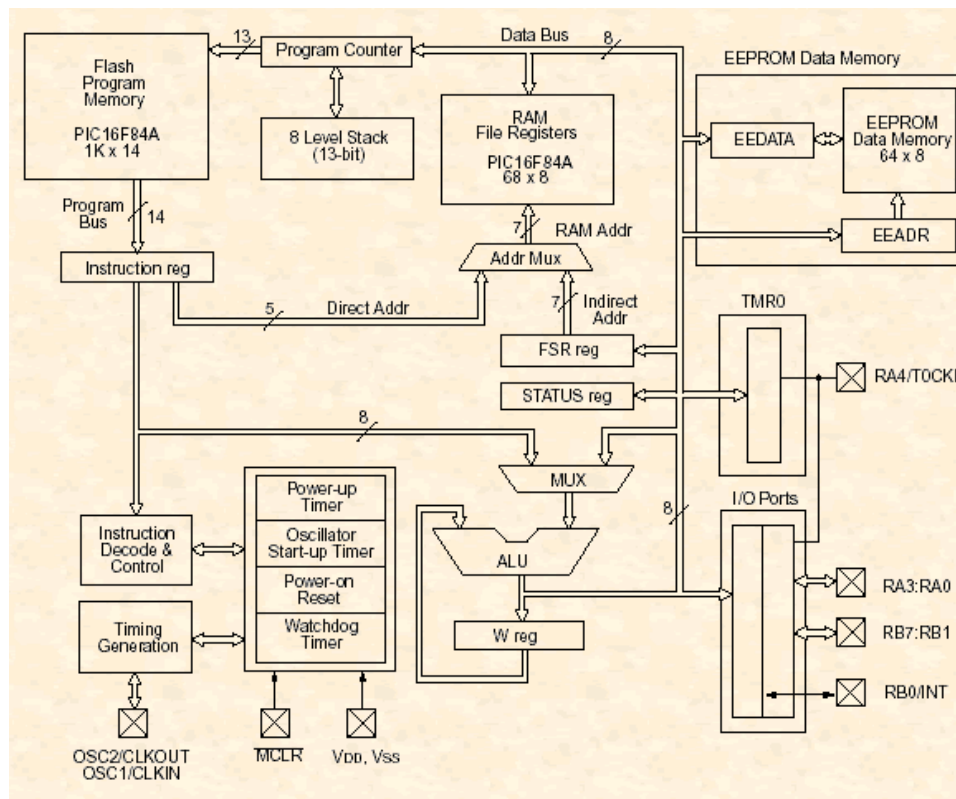 Data Bus
13
8
Program Counter
Flash
Program
Memory
PIC16F84A
1K x 14
8 Level Stack
(13-bit)
RAM
File Registers
PIC16F84A
68 x 8
EEPROM Data Memory
EEDATA
EEPROM
Data Memory
64 x 8
EEADR
Program
Bus
14
7
RAM Addr
Addr Mux
Instruction reg
5
Direct Addr
7
Indirect
Addr
FSR reg
STATUS reg
TMR0
RA4/T0CKI
8
MUX
Power-up
Timer
Oscillator
Start-up Timer
Power-on
Reset
Watchdog
Timer
Instruction
Decode &
Control
Timing
Generation
ALU
8
W reg
I/O Ports
RA3:RA0
RB7:RB1
RB0/INT
OSC2/CLKOUT
OSC1/CLKIN
MCLR
VDD, VSS